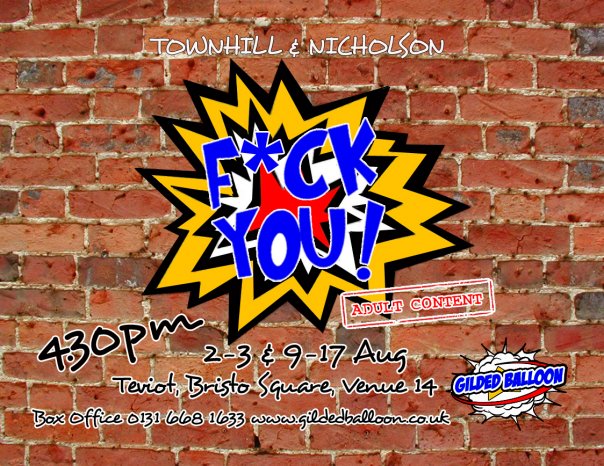 TOWNHILL & NICHOLSON
F*CK
YOU!
ADULT CONTENT
430pm
2-3 & 9-17 Aug
Teviot, Bristo Square, Venue 14
GILDED BALLOON
Box Office 0131 668 1633 www.gildedballoon.co.uk